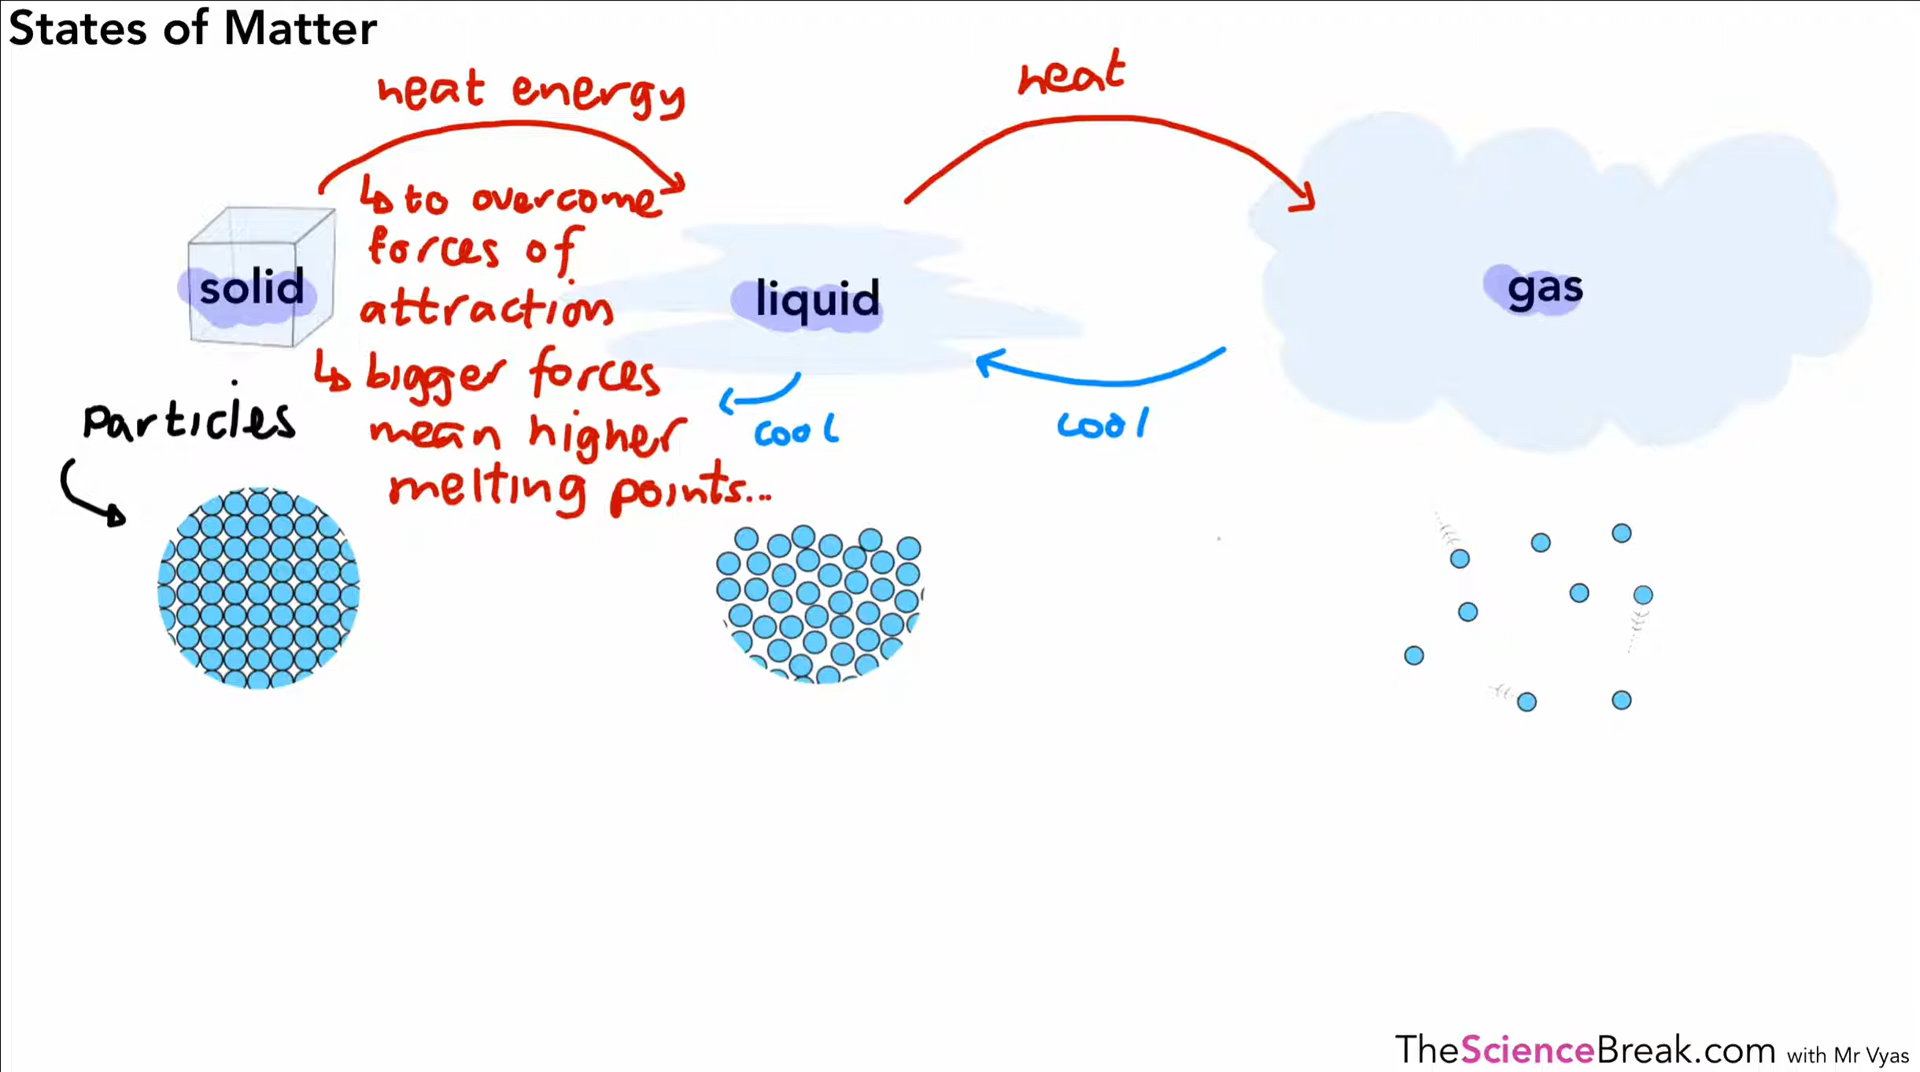 States of Matter
heat energy
heat
↳ to overcome
forces of
attraction
↳ bigger forces
mean higher
melting points...
solid
liquid
gas
cool
cool
Particles
TheScienceBreak.com with Mr Vyas